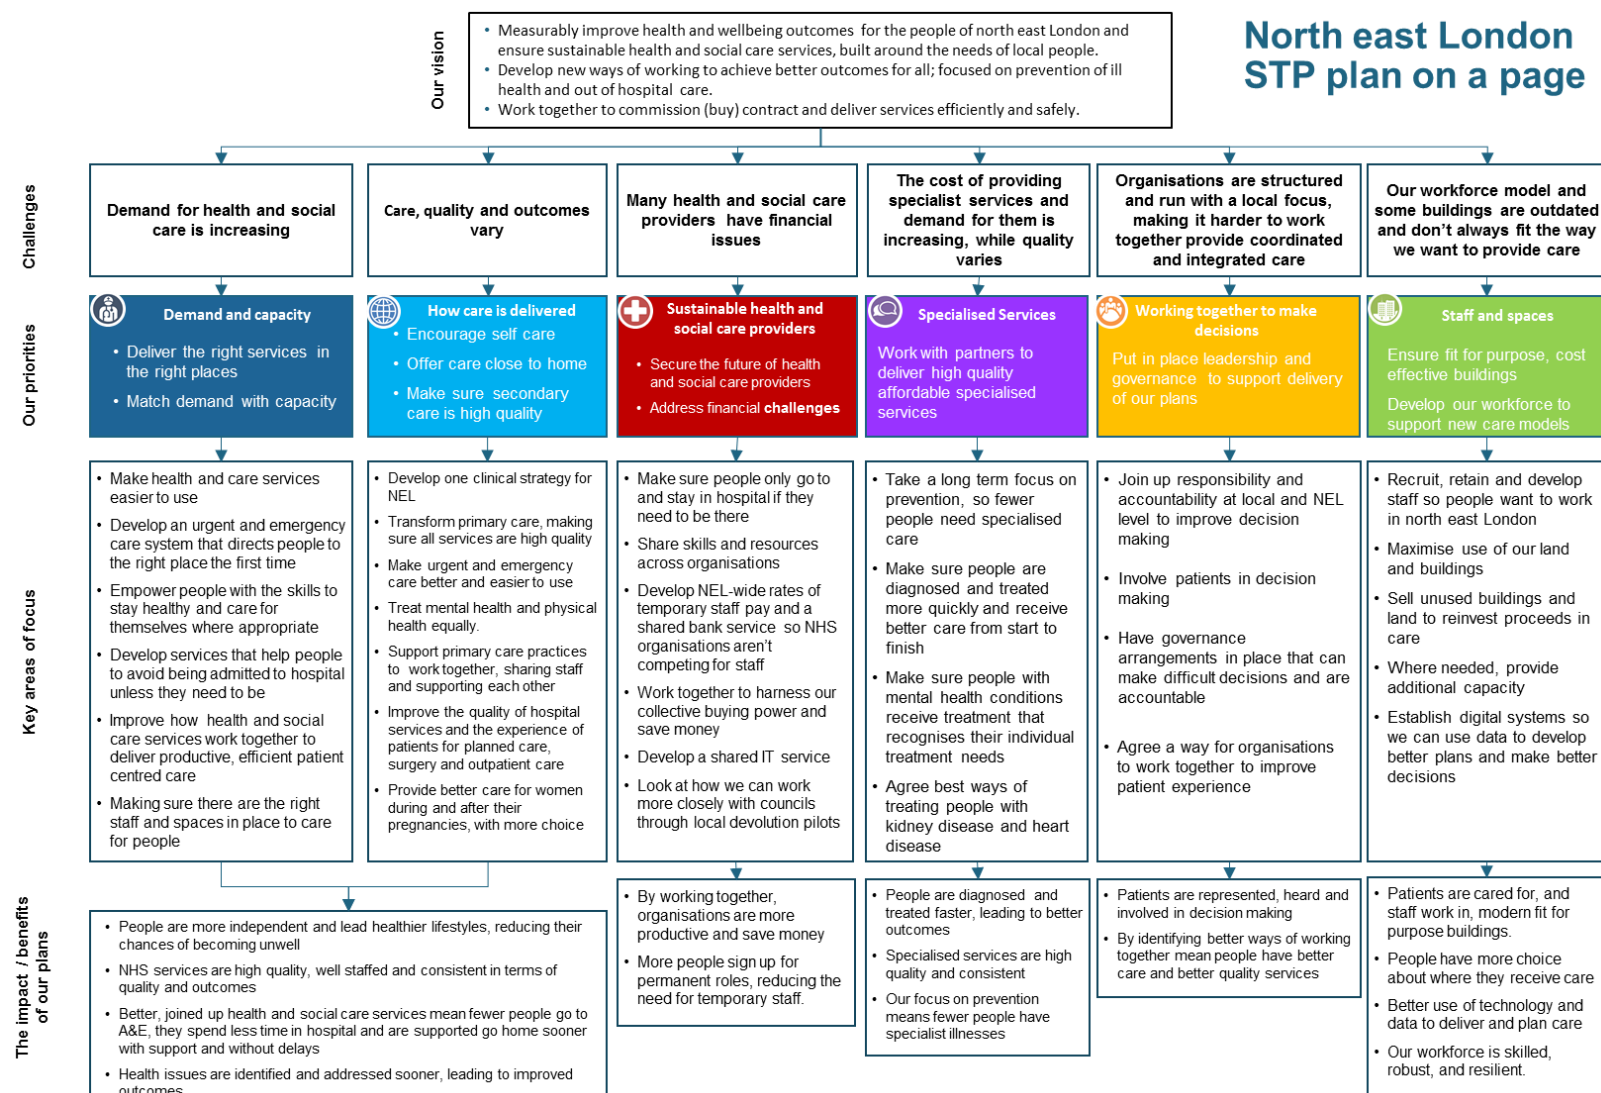 North east London
STP plan on a page
Our vision
• Measurably improve health and wellbeing outcomes for the people of north east London and
ensure sustainable health and social care services, built around the needs of local people.
• Develop new ways of working to achieve better outcomes for all; focused on prevention of ill
health and out of hospital care.
• Work together to commission (buy) contract and deliver services efficiently and safely.
Challenges
Demand for health and social
care is increasing
Care, quality and outcomes
vary
Many health and social care
providers have financial
issues
The cost of providing
specialist services and
demand for them is
increasing, while quality
varies
Organisations are structured
and run with a local focus,
making it harder to work
together provide coordinated
and integrated care
Our workforce model and
some buildings are outdated
and don't always fit the way
we want to provide care
Our priorities
Demand and capacity
• Deliver the right services in
the right places
• Match demand with capacity
How care is delivered
• Encourage self care
• Offer care close to home
• Make sure secondary
care is high quality
Sustainable health and
social care providers
• Secure the future of health
and social care providers
• Address financial challenges
Specialised Services
Work with partners to
deliver high quality
affordable specialised
services
Working together to make
decisions
Put in place leadership and
governance to support delivery
of our plans
Staff and spaces
Ensure fit for purpose, cost
effective buildings
Develop our workforce to
support new care models
Key areas of focus
• Make health and care services
easier to use
• Develop an urgent and emergency
care system that directs people to
the right place the first time
• Empower people with the skills to
stay healthy and care for
themselves where appropriate
• Develop services that help people
to avoid being admitted to hospital
unless they need to be
• Improve how health and social
care services work together to
deliver productive, efficient patient
centred care
• Making sure there are the right
staff and spaces in place to care
for people
• Develop one clinical strategy for
NEL
• Transform primary care, making
sure all services are high quality
• Make urgent and emergency
care better and easier to use
• Treat mental health and physical
health equally.
• Support primary care practices
to work together, sharing staff
and supporting each other
• Improve the quality of hospital
services and the experience of
patients for planned care,
surgery and outpatient care
• Provide better care for women
during and after their
pregnancies, with more choice
• Make sure people only go to
and stay in hospital if they
need to be there
• Share skills and resources
across organisations
• Develop NEL-wide rates of
temporary staff pay and a
shared bank service so NHS
organisations aren't
competing for staff
• Work together to harness our
collective buying power and
save money
• Develop a shared IT service
• Look at how we can work
more closely with councils
through local devolution pilots
• Take a long term focus on
prevention, so fewer
people need specialised
care
• Make sure people are
diagnosed and treated
more quickly and receive
better care from start to
finish
• Make sure people with
mental health conditions
receive treatment that
recognises their individual
treatment needs
• Agree best ways of
treating people with
kidney disease and heart
disease
• Join up responsibility and
accountability at local and NEL
level to improve decision
making
• Involve patients in decision
making
• Have governance
arrangements in place that can
make difficult decisions and are
accountable
• Agree a way for organisations
to work together to improve
patient experience
• Recruit, retain and develop
staff so people want to work
in north east London
• Maximise use of our land
and buildings
• Sell unused buildings and
land to reinvest proceeds in
care
• Where needed, provide
additional capacity
• Establish digital systems so
we can use data to develop
better plans and make better
decisions
The impact / benefits
of our plans
• People are more independent and lead healthier lifestyles, reducing their
chances of becoming unwell
• NHS services are high quality, well staffed and consistent in terms of
quality and outcomes
• Better, joined up health and social care services mean fewer people go to
A&E, they spend less time in hospital and are supported go home sooner
with support and without delays
• Health issues are identified and addressed sooner, leading to improved
outcomes
• By working together,
organisations are more
productive and save money
• More people sign up for
permanent roles, reducing the
need for temporary staff.
• People are diagnosed and
treated faster, leading to better
outcomes
• Specialised services are high
quality and consistent
• Our focus on prevention
means fewer people have
specialist illnesses
• Patients are represented, heard and
involved in decision making
• By identifying better ways of working
together mean people have better
care and better quality services
• Patients are cared for, and
staff work in, modern fit for
purpose buildings.
• People have more choice
about where they receive care
• Better use of technology and
data to deliver and plan care
• Our workforce is skilled,
robust, and resilient.